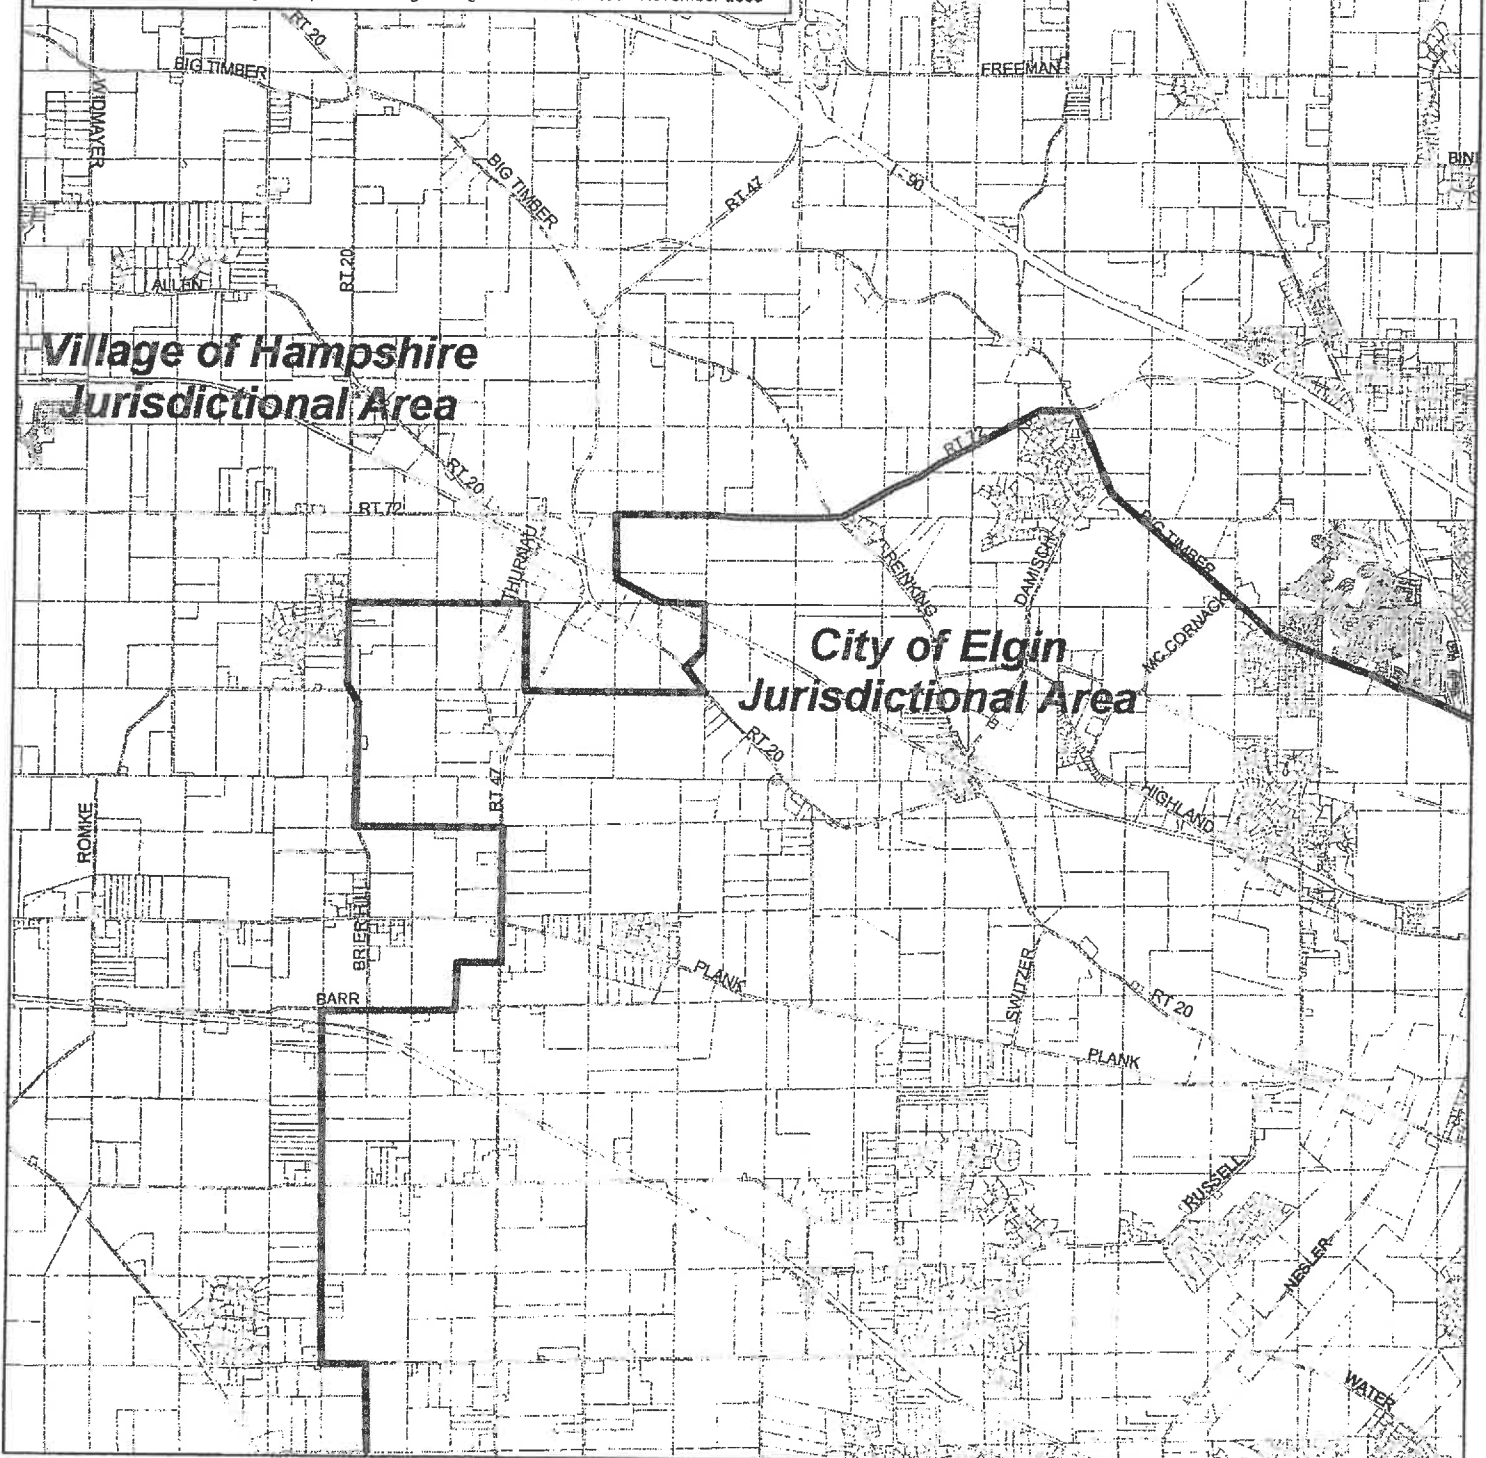 RT 20
BIG TIMBER
WIDMAYER
FREEMAN
BIG TIMBER
RT 47
I-90
RT 20
ALLEN
Village of Hampshire
Jurisdictional Area
RT 72
RT 20
RT 72
THURNAU
REINKING
DAMISCH
BIG TIMBER
MC CORNACK
City of Elgin
Jurisdictional Area
RT 20
RT 47
HIGHLAND
ROMKE
BRIER HILL
BARR
PLANK
SWITZER
RT 20
PLANK
RUSSELL
NESLER
WATER